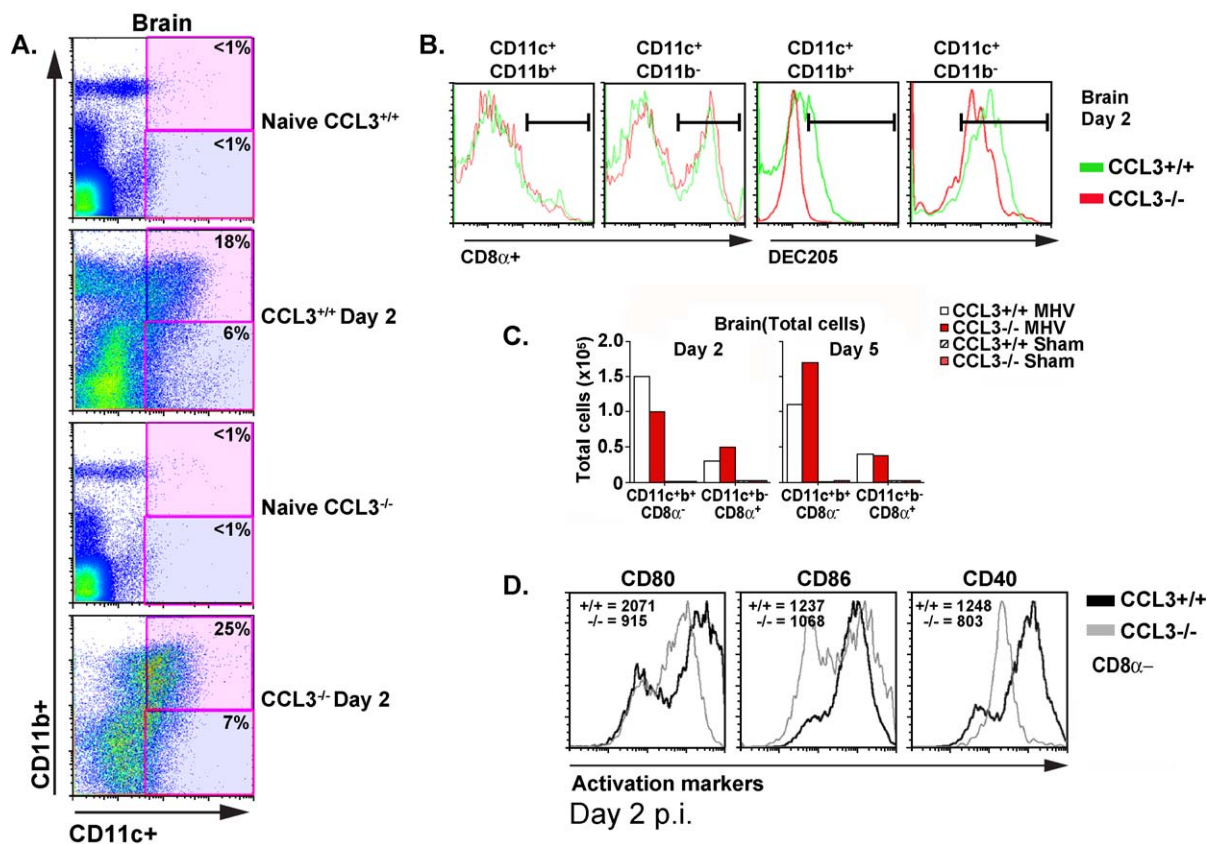 A.
Brain
<1%
<1%
Naive CCL3+/+
18%
6%
CCL3+/+ Day 2
<1%
<1%
Naive CCL3-/-
25%
7%
CCL3-/- Day 2
CD11b+
CD11c+
B.
CD11c+ CD11c+ CD11c+ CD11c+
CD11b+ CD11b- CD11b+ CD11b-
Brain
Day 2
CCL3+/+
CCL3-/-
CD8α+
DEC205
C.
Brain(Total cells)
Day 2 Day 5
CCL3+/+ MHV
CCL3-/- MHV
CCL3+/+ Sham
CCL3-/- Sham
Total cells (x10⁵)
2.0
1.5
1.0
0.5
0
CD11c+b+ CD11c+b- CD11c+b+ CD11c+b-
CD8α- CD8α+ CD8α- CD8α+
D.
CD80 CD86 CD40
+/+ = 2071
-/- = 915
+/+ = 1237
-/- = 1068
+/+ = 1248
-/- = 803
CCL3+/+
CCL3-/-
CD8α–
Activation markers
Day 2 p.i.